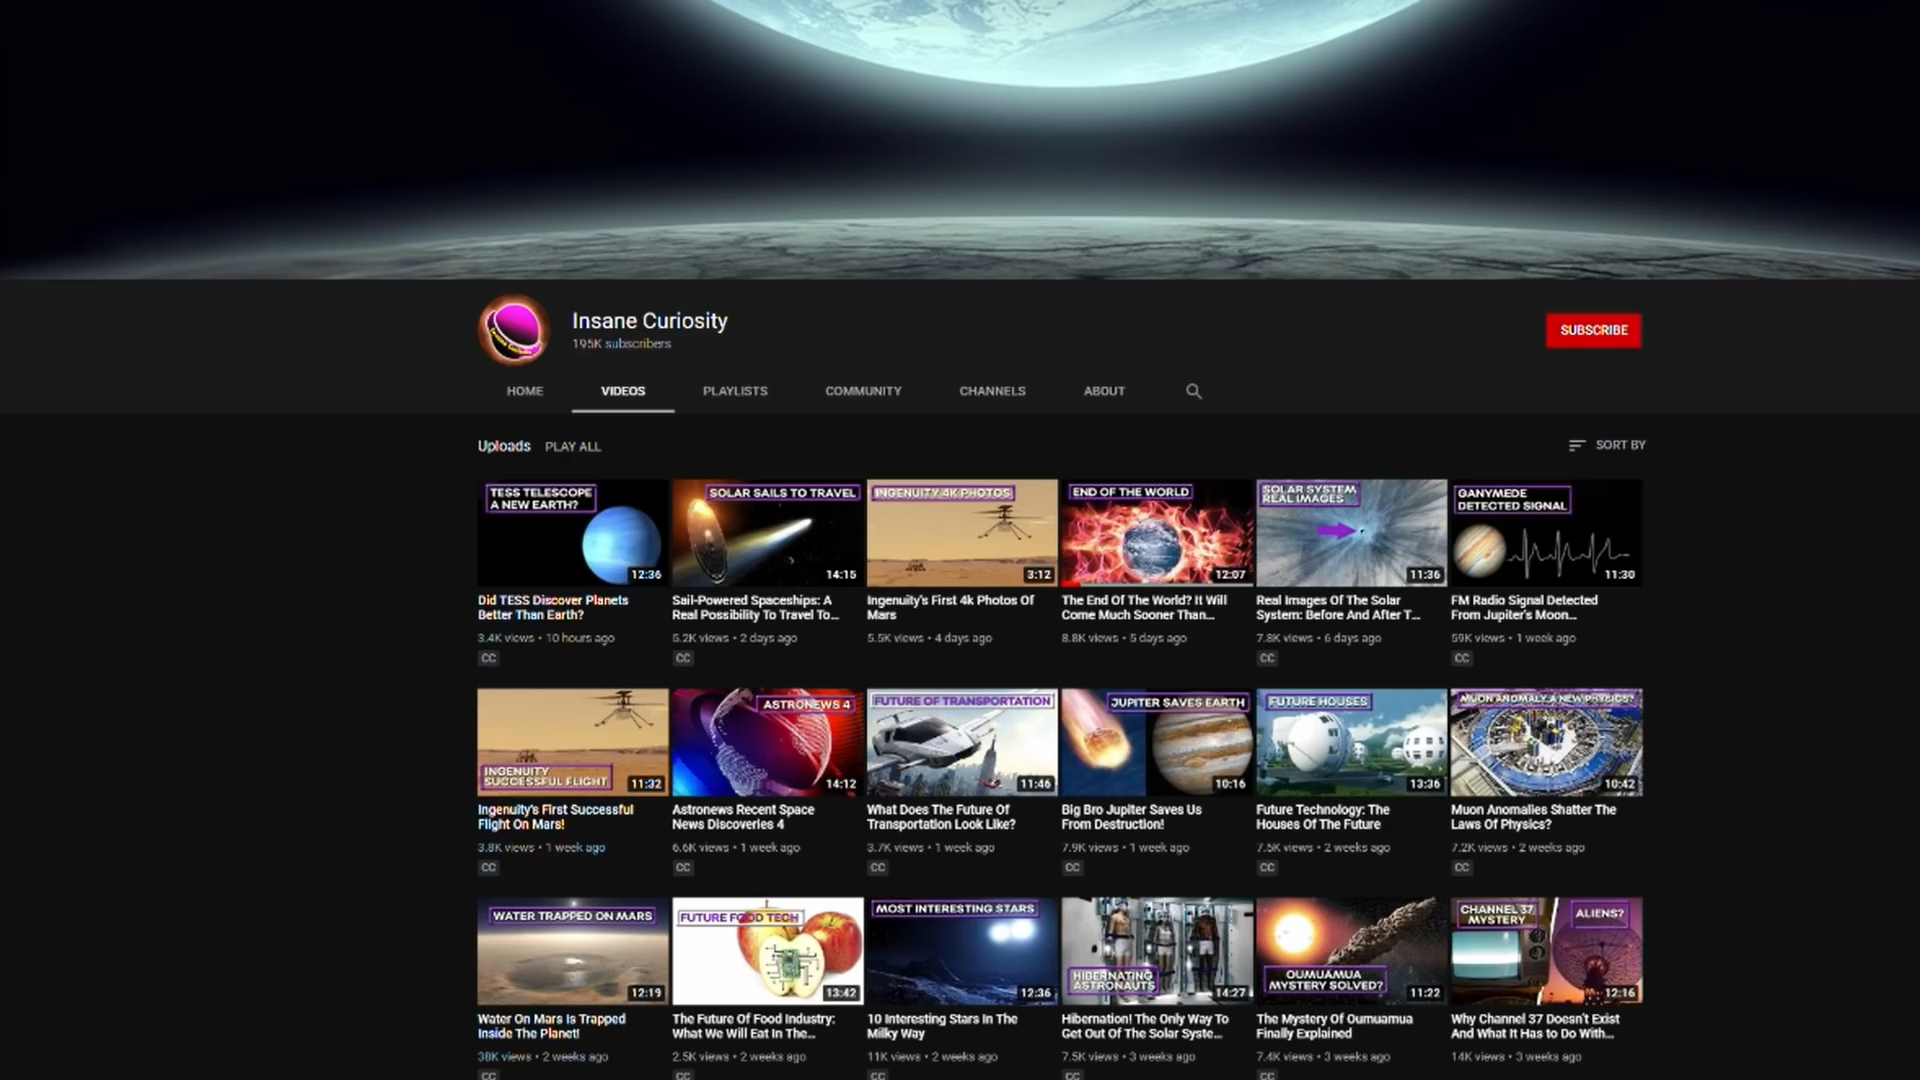 Insane Curiosity
195K subscribers
SUBSCRIBE
HOME VIDEOS PLAYLISTS COMMUNITY CHANNELS ABOUT
Uploads PLAY ALL SORT BY
TESS TELESCOPE
A NEW EARTH?
12:36
SOLAR SAILS TO TRAVEL
14:15
INGENUITY 4K PHOTOS
3:12
END OF THE WORLD
12:07
SOLAR SYSTEM
REAL IMAGES
11:36
GANYMEDE
DETECTED SIGNAL
11:30
Did TESS Discover Planets
Better Than Earth?
3.4K views • 10 hours ago
CC
Sail-Powered Spaceships: A
Real Possibility To Travel To...
5.2K views • 2 days ago
CC
Ingenuity's First 4k Photos Of
Mars
5.5K views • 4 days ago
The End Of The World? It Will
Come Much Sooner Than...
8.8K views • 5 days ago
Real Images Of The Solar
System: Before And After T...
7.8K views • 6 days ago
CC
FM Radio Signal Detected
From Jupiter's Moon...
59K views • 1 week ago
CC
INGENUITY
SUCCESSFUL FLIGHT
11:32
ASTRONEWS 4
14:12
FUTURE OF TRANSPORTATION
11:46
JUPITER SAVES EARTH
10:16
FUTURE HOUSES
13:36
MUON ANOMALY A NEW PHYSICS?
10:42
Ingenuity's First Successful
Flight On Mars!
3.8K views • 1 week ago
CC
Astronews Recent Space
News Discoveries 4
6.6K views • 1 week ago
CC
What Does The Future Of
Transportation Look Like?
3.7K views • 1 week ago
CC
Big Bro Jupiter Saves Us
From Destruction!
7.9K views • 1 week ago
CC
Future Technology: The
Houses Of The Future
7.5K views • 2 weeks ago
CC
Muon Anomalies Shatter The
Laws Of Physics?
7.2K views • 2 weeks ago
CC
WATER TRAPPED ON MARS
12:19
FUTURE FOOD TECH
13:42
MOST INTERESTING STARS
12:36
HIBERNATING
ASTRONAUTS
14:27
OUMUAMUA
MYSTERY SOLVED?
11:22
CHANNEL 37
MYSTERY
ALIENS?
12:16
Water On Mars Is Trapped
Inside The Planet!
38K views • 2 weeks ago
CC
The Future Of Food Industry:
What We Will Eat In The...
2.5K views • 2 weeks ago
CC
10 Interesting Stars In The
Milky Way
11K views • 2 weeks ago
CC
Hibernation! The Only Way To
Get Out Of The Solar Syste...
7.5K views • 3 weeks ago
CC
The Mystery Of Oumuamua
Finally Explained
7.4K views • 3 weeks ago
CC
Why Channel 37 Doesn't Exist
And What It Has to Do With...
14K views • 3 weeks ago